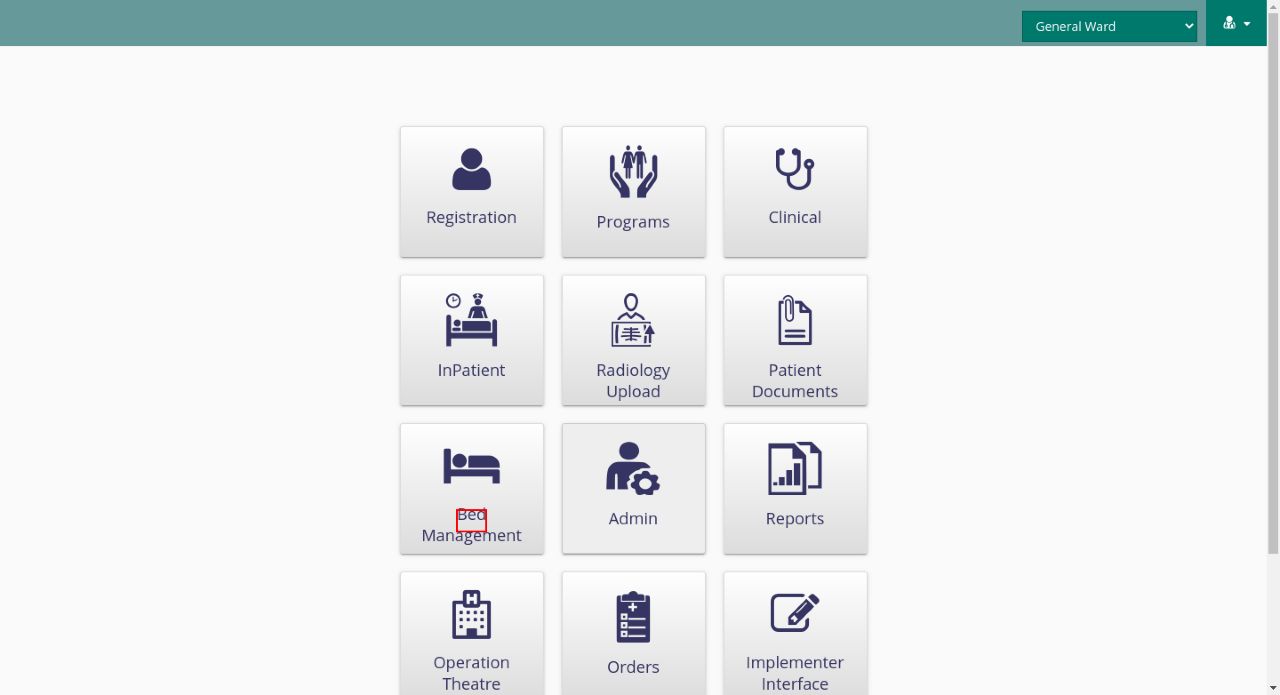 General Ward
Registration
Programs
Clinical
InPatient
Radiology
Upload
Patient
Documents
Bed
Management
Admin
Reports
Operation
Theatre
Orders
Implementer
Interface